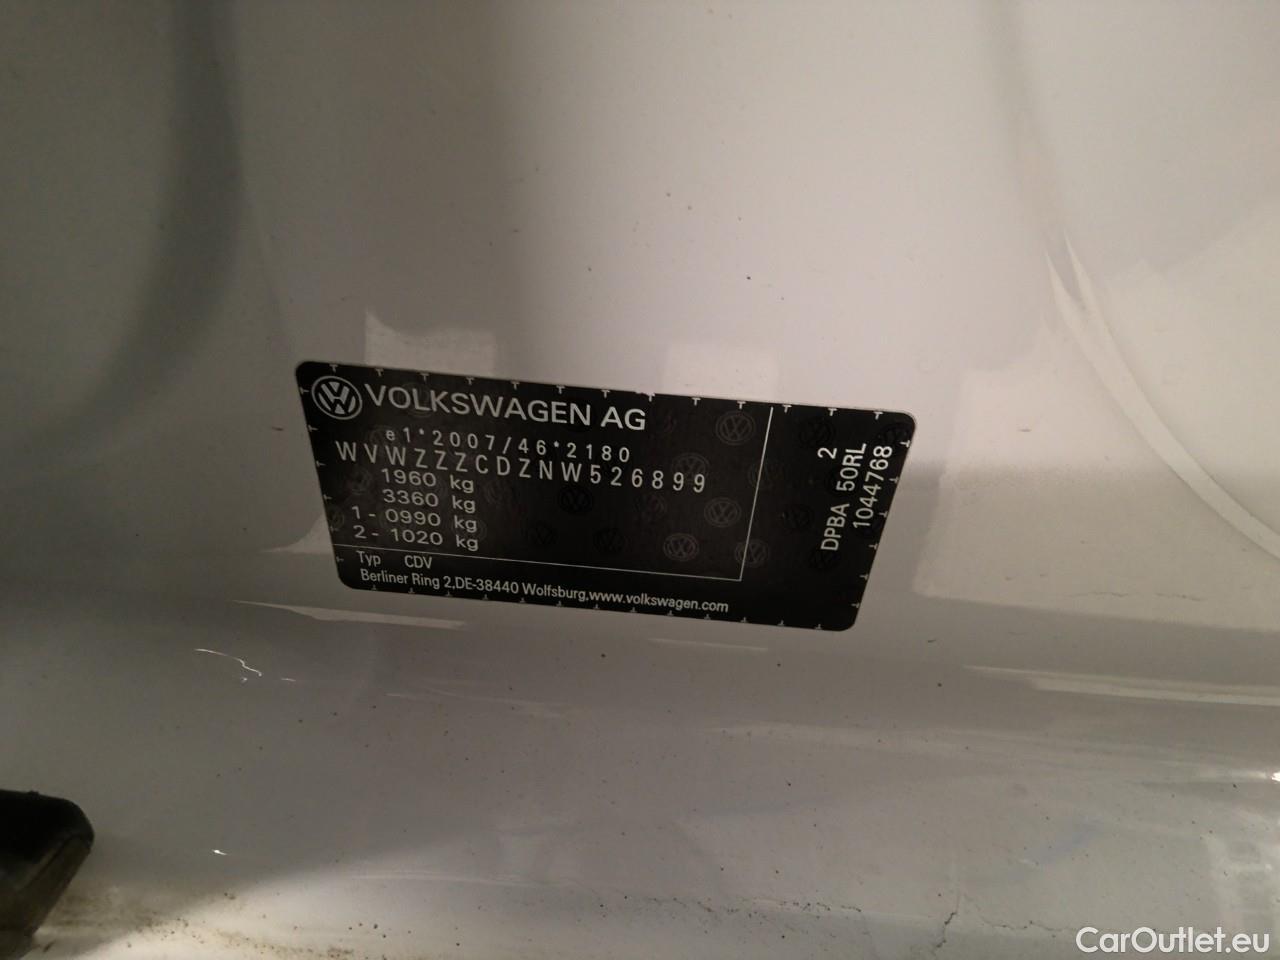 VOLKSWAGEN AG
e1*2007/46*2180
WVWZZZCDZNW526899
1960 kg
3360 kg
1 - 0990 kg
2 - 1020 kg
Typ CDV
Berliner Ring 2,DE-38440 Wolfsburg,www.volkswagen.com
2
DPBA 50RL
1044768
CarOutlet.eu